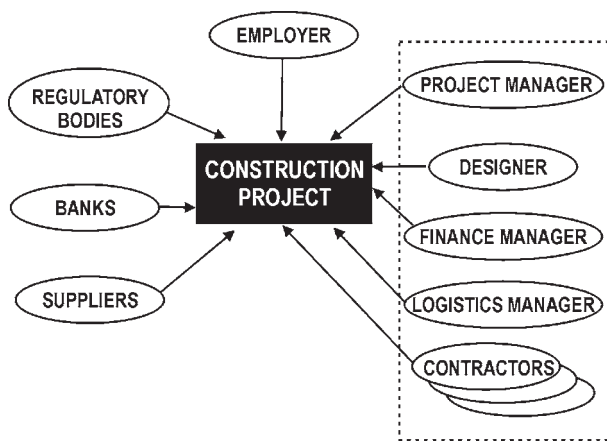 EMPLOYER
REGULATORY
BODIES
BANKS
SUPPLIERS
CONSTRUCTION
PROJECT
PROJECT MANAGER
DESIGNER
FINANCE MANAGER
LOGISTICS MANAGER
CONTRACTORS